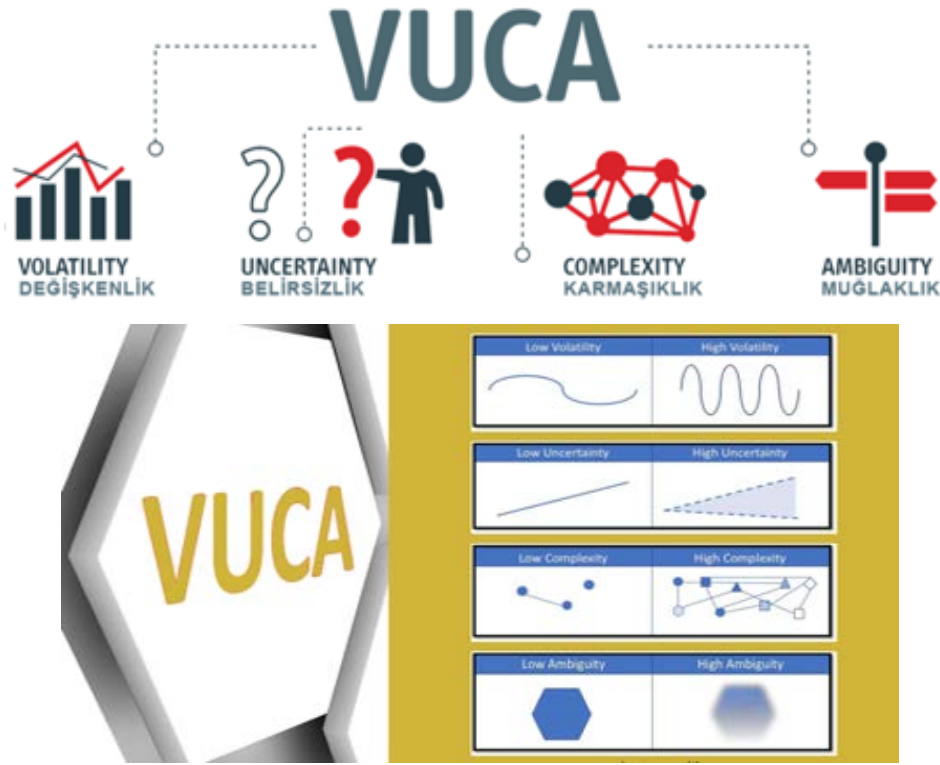 VUCA
VOLATILITY
DEĞİŞKENLİK
UNCERTAINTY
BELİRSİZLİK
COMPLEXITY
KARMAŞIKLIK
AMBIGUITY
MUĞLAKLIK
VUCA
Low Volatility
High Volatility
Low Uncertainty
High Uncertainty
Low Complexity
High Complexity
Low Ambiguity
High Ambiguity